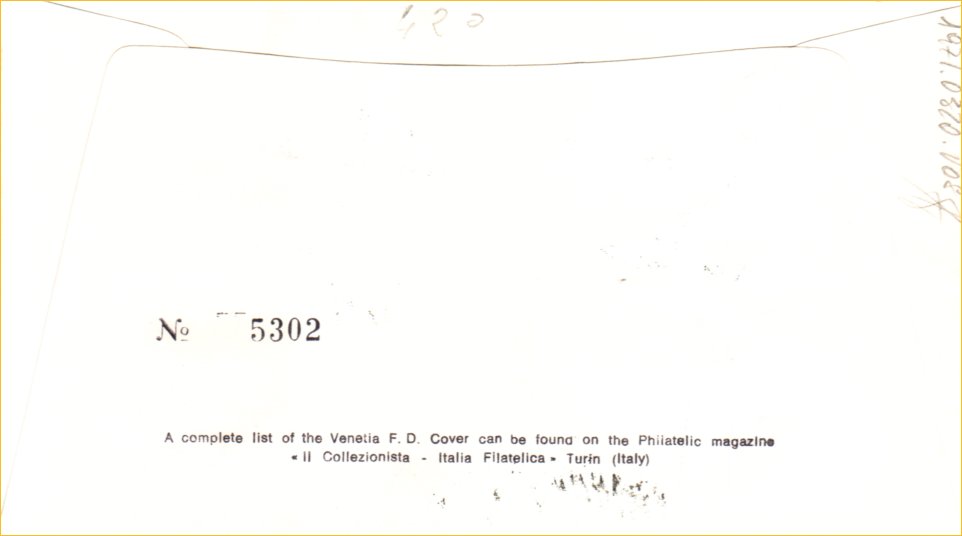 420
№ 5302
A complete list of the Venetia F. D. Cover can be found on the Philatelic magazine
« Il Collezionista - Italia Filatelica » Turin (Italy)